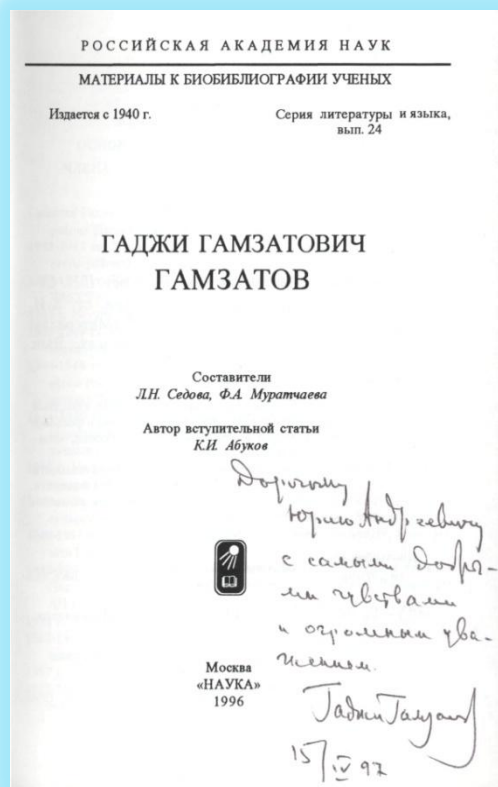 РОССИЙСКАЯ АКАДЕМИЯ НАУК
МАТЕРИАЛЫ К БИОБИБЛИОГРАФИИ УЧЕНЫХ
Издается с 1940 г.
Серия литературы и языка,
вып. 24
ГАДЖИ ГАМЗАТОВИЧ
ГАМЗАТОВ
Составители
Л.Н. Седова, Ф.А. Муратчаева
Автор вступительной статьи
К.И. Абуков
Дорогому
Юрию Андреевичу
с самыми добры-
ми чувствами
и огромным ува-
жением.
Гаджи Гамзатов
15/IV 97
Москва
«НАУКА»
1996